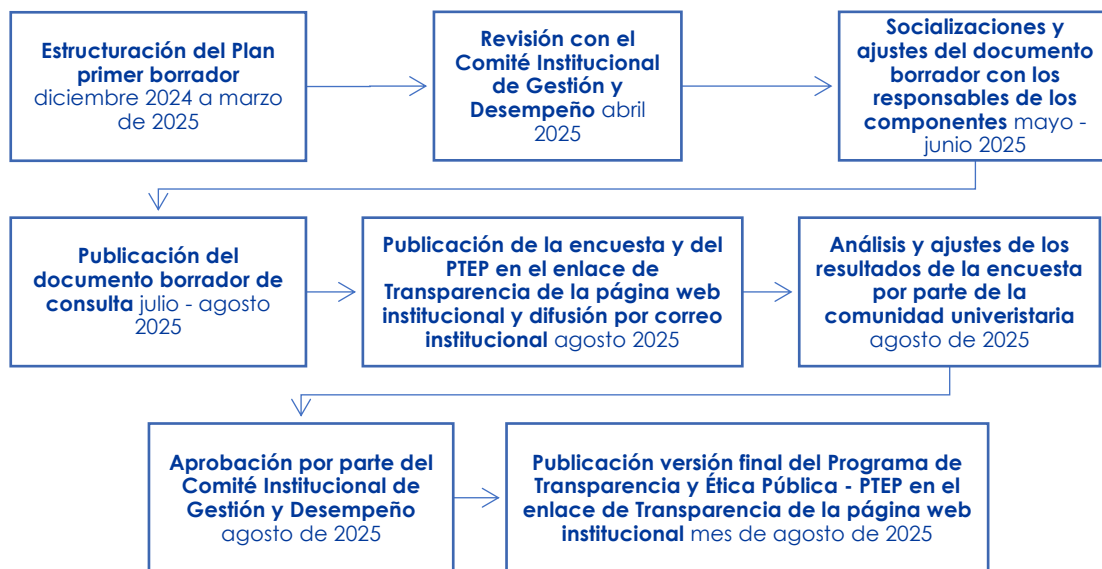 Estructuración del Plan
primer borrador
diciembre 2024 a marzo
de 2025
Revisión con el
Comité Institucional
de Gestión y
Desempeño abril
2025
Socializaciones y
ajustes del documento
borrador con los
responsables de los
componentes mayo -
junio 2025
Publicación del
documento borrador de
consulta julio - agosto
2025
Publicación de la encuesta y del
PTEP en el enlace de
Transparencia de la página web
institucional y difusión por correo
institucional agosto 2025
Análisis y ajustes de los
resultados de la encuesta
por parte de la
comunidad univeristaria
agosto de 2025
Aprobación por parte del
Comité Institucional de
Gestión y Desempeño
agosto de 2025
Publicación versión final del Programa de
Transparencia y Ética Pública - PTEP en el
enlace de Transparencia de la página web
institucional mes de agosto de 2025